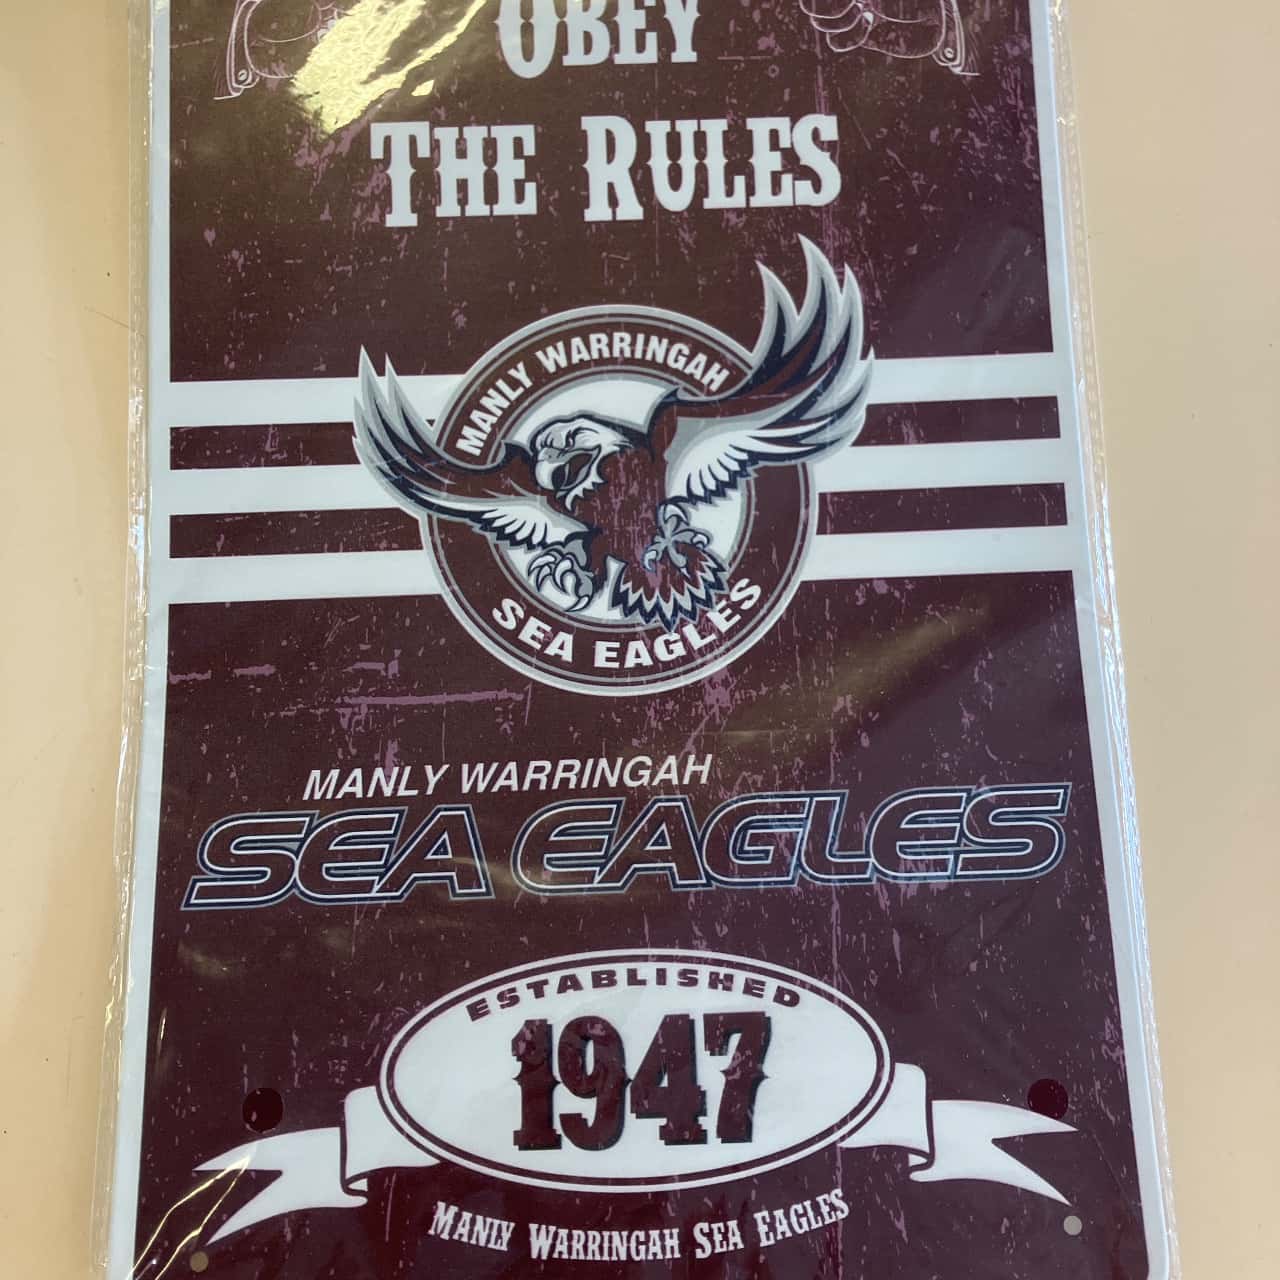 OBEY
THE RULES
MANLY WARRINGAH
SEA EAGLES
MANLY WARRINGAH
SEA EAGLES
ESTABLISHED
1947
MANLY WARRINGAH SEA EAGLES